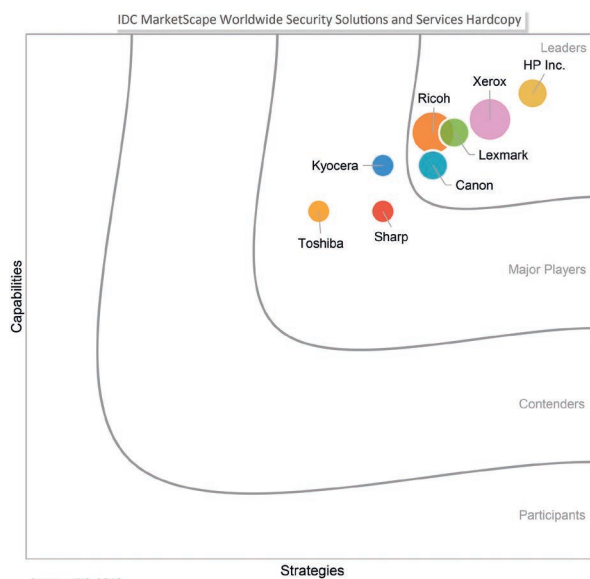 IDC MarketScape Worldwide Security Solutions and Services Hardcopy
Leaders
HP Inc.
Xerox
Ricoh
Lexmark
Kyocera
Canon
Toshiba
Sharp
Major Players
Capabilities
Contenders
Participants
Strategies